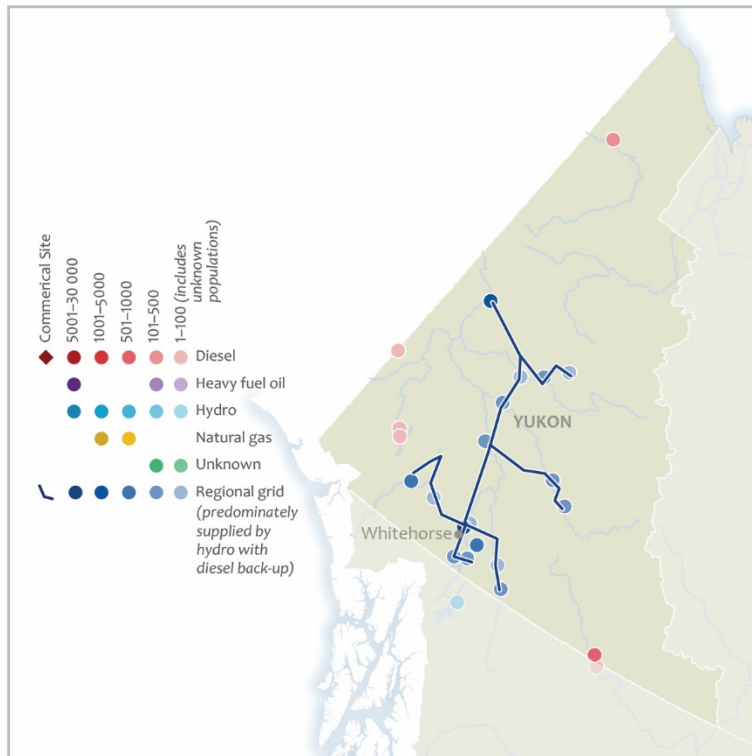 Commerical Site
5001–30 000
1001–5000
501–1000
101–500
1–100 (includes
unknown
populations)
Diesel
Heavy fuel oil
Hydro
Natural gas
Unknown
Regional grid
(predominately
supplied by
hydro with
diesel back-up)
YUKON
Whitehorse